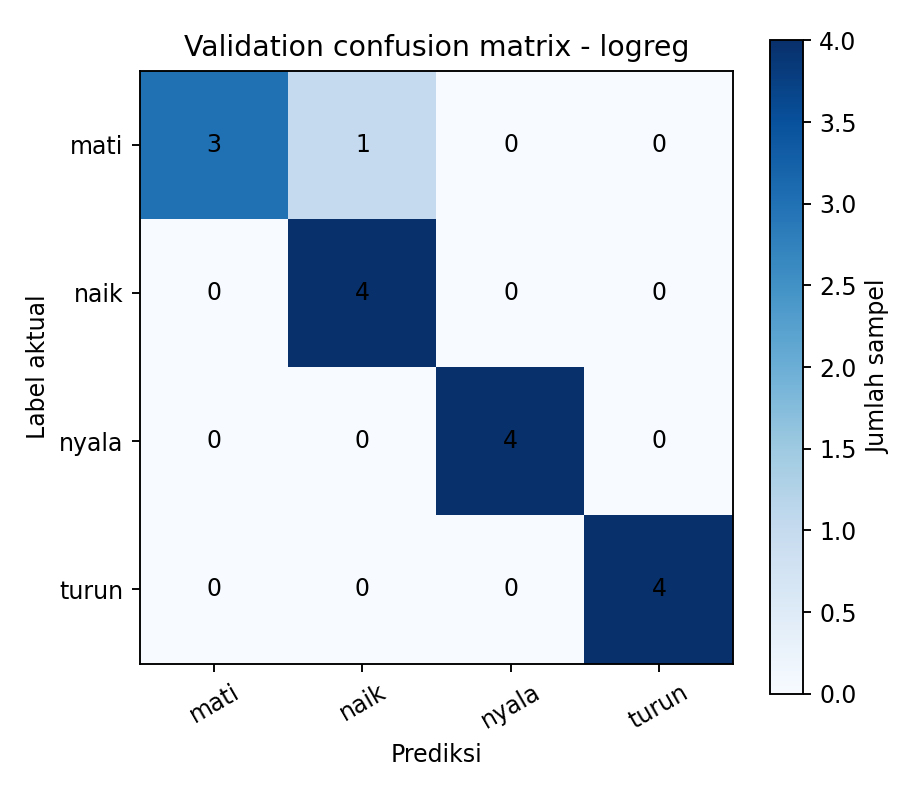 Validation confusion matrix - logreg
mati 3 1 0 0
naik 0 4 0 0
nyala 0 0 4 0
turun 0 0 0 4
mati naik nyala turun
Prediksi
Label aktual
4.0
3.5
3.0
2.5
2.0
1.5
1.0
0.5
0.0
Jumlah sampel